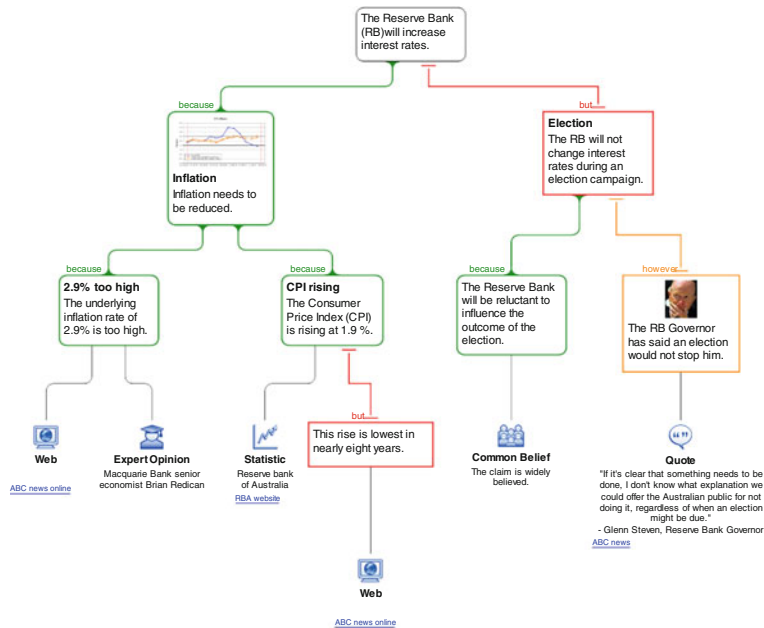 The Reserve Bank
(RB)will increase
interest rates.
because
but
Inflation
Inflation needs to
be reduced.
Election
The RB will not
change interest
rates during an
election campaign.
because
2.9% too high
The underlying
inflation rate of
2.9% is too high.
because
CPI rising
The Consumer
Price Index (CPI)
is rising at 1.9 %.
because
The Reserve Bank
will be reluctant to
influence the
outcome of the
election.
however
The RB Governor
has said an election
would not stop him.
but
This rise is lowest in
nearly eight years.
Web
ABC news online
Expert Opinion
Macquarie Bank senior
economist Brian Redican
Statistic
Reserve bank
of Australia
RBA website
Common Belief
The claim is widely
believed.
Quote
"If it's clear that something needs to be
done, I don't know what explanation we
could offer the Australian public for not
doing it, regardless of when an election
might be due."
- Glenn Steven, Reserve Bank Governor
ABC news
Web
ABC news online